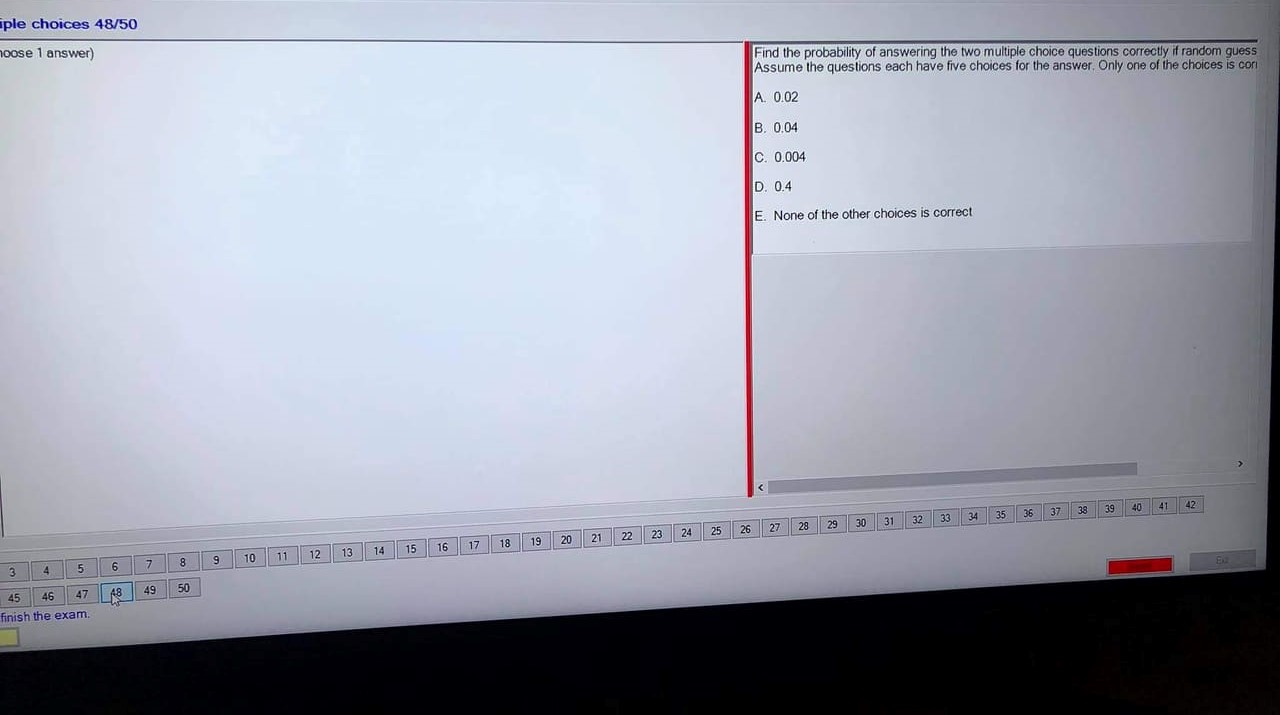 iple choices 48/50
oose 1 answer)
Find the probability of answering the two multiple choice questions correctly if random guess
Assume the questions each have five choices for the answer. Only one of the choices is cor
A. 0.02
B. 0.04
C. 0.004
D. 0.4
E. None of the other choices is correct
3 4 5 6 7 8 9 10 11 12 13 14 15 16 17 18 19 20 21 22 23 24 25 26 27 28 29 30 31 32 33 34 35 36 37 38 39 40 41 42
45 46 47 48 49 50
finish the exam.
Exit